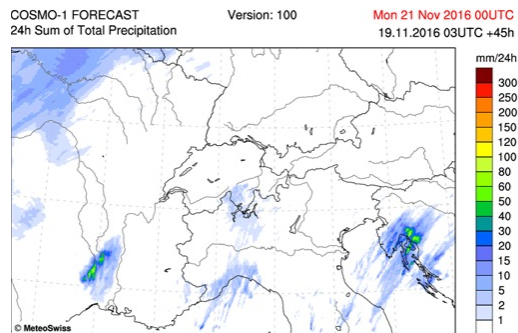 COSMO-1 FORECAST
Version: 100
Mon 21 Nov 2016 00UTC
24h Sum of Total Precipitation
19.11.2016 03UTC +45h
mm/24h
300
250
200
150
120
100
80
60
50
40
30
20
15
10
5
2
1
© MeteoSwiss